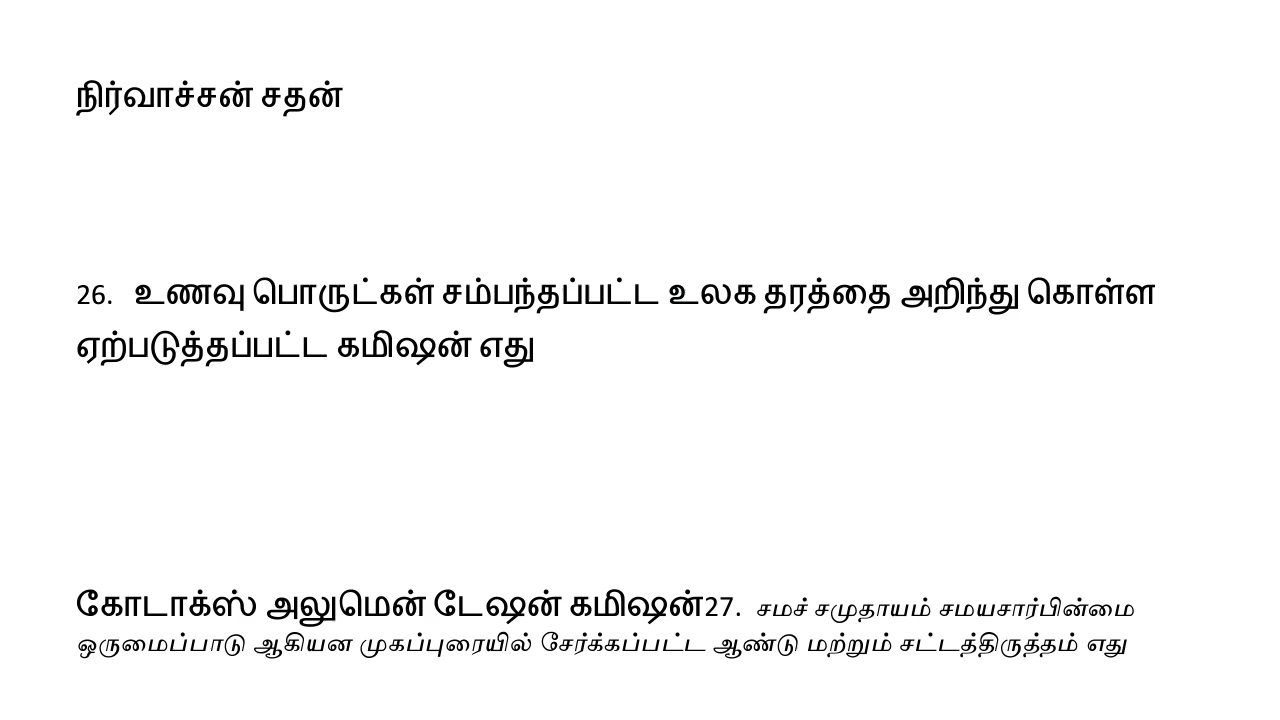 நிர்வாச்சன் சதன்
26. உணவு பொருட்கள் சம்பந்தப்பட்ட உலக தரத்தை அறிந்து கொள்ள
ஏற்படுத்தப்பட்ட கமிஷன் எது
கோடாக்ஸ் அலுமென் டேஷன் கமிஷன்27. சமச் சமுதாயம் சமயசார்பின்மை
ஒருமைப்பாடு ஆகியன முகப்புரையில் சேர்க்கப்பட்ட ஆண்டு மற்றும் சட்டத்திருத்தம் எது